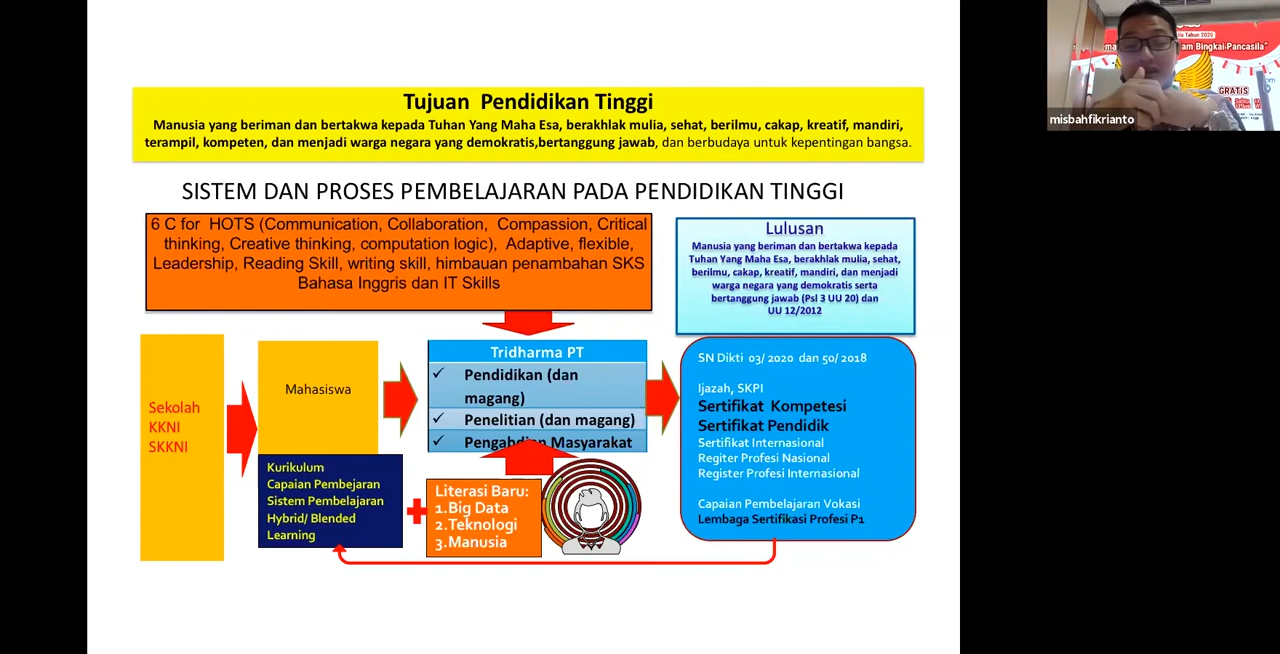 Tujuan Pendidikan Tinggi
Manusia yang beriman dan bertakwa kepada Tuhan Yang Maha Esa, berakhlak mulia, sehat, berilmu, cakap, kreatif, mandiri,
terampil, kompeten, dan menjadi warga negara yang demokratis,bertanggung jawab, dan berbudaya untuk kepentingan bangsa.
SISTEM DAN PROSES PEMBELAJARAN PADA PENDIDIKAN TINGGI
6 C for HOTS (Communication, Collaboration, Compassion, Critical
thinking, Creative thinking, computation logic), Adaptive, flexible,
Leadership, Reading Skill, writing skill, himbauan penambahan SKS
Bahasa Inggris dan IT Skills
Lulusan
Manusia yang beriman dan bertakwa kepada
Tuhan Yang Maha Esa, berakhlak mulia, sehat,
berilmu, cakap, kreatif, mandiri, dan menjadi
warga negara yang demokratis serta
bertanggung jawab (Psl 3 UU 20) dan
UU 12/2012
Sekolah
KKNI
SKKNI
Mahasiswa
Kurikulum
Capaian Pembejaran
Sistem Pembelajaran
Hybrid/ Blended
Learning
Tridharma PT
✓ Pendidikan (dan
magang)
✓ Penelitian (dan magang)
✓ Pengabdian Masyarakat
Literasi Baru:
1.Big Data
2.Teknologi
3.Manusia
SN Dikti 03/ 2020 dan 50/ 2018
Ijazah, SKPI
Sertifikat Kompetesi
Sertifikat Pendidik
Sertifikat Internasional
Regiter Profesi Nasional
Register Profesi Internasional
Capaian Pembelajaran Vokasi
Lembaga Sertifikasi Profesi P1
Tahun 2020
Bingkai Pancasila"
GRATIS
misbahfikrianto